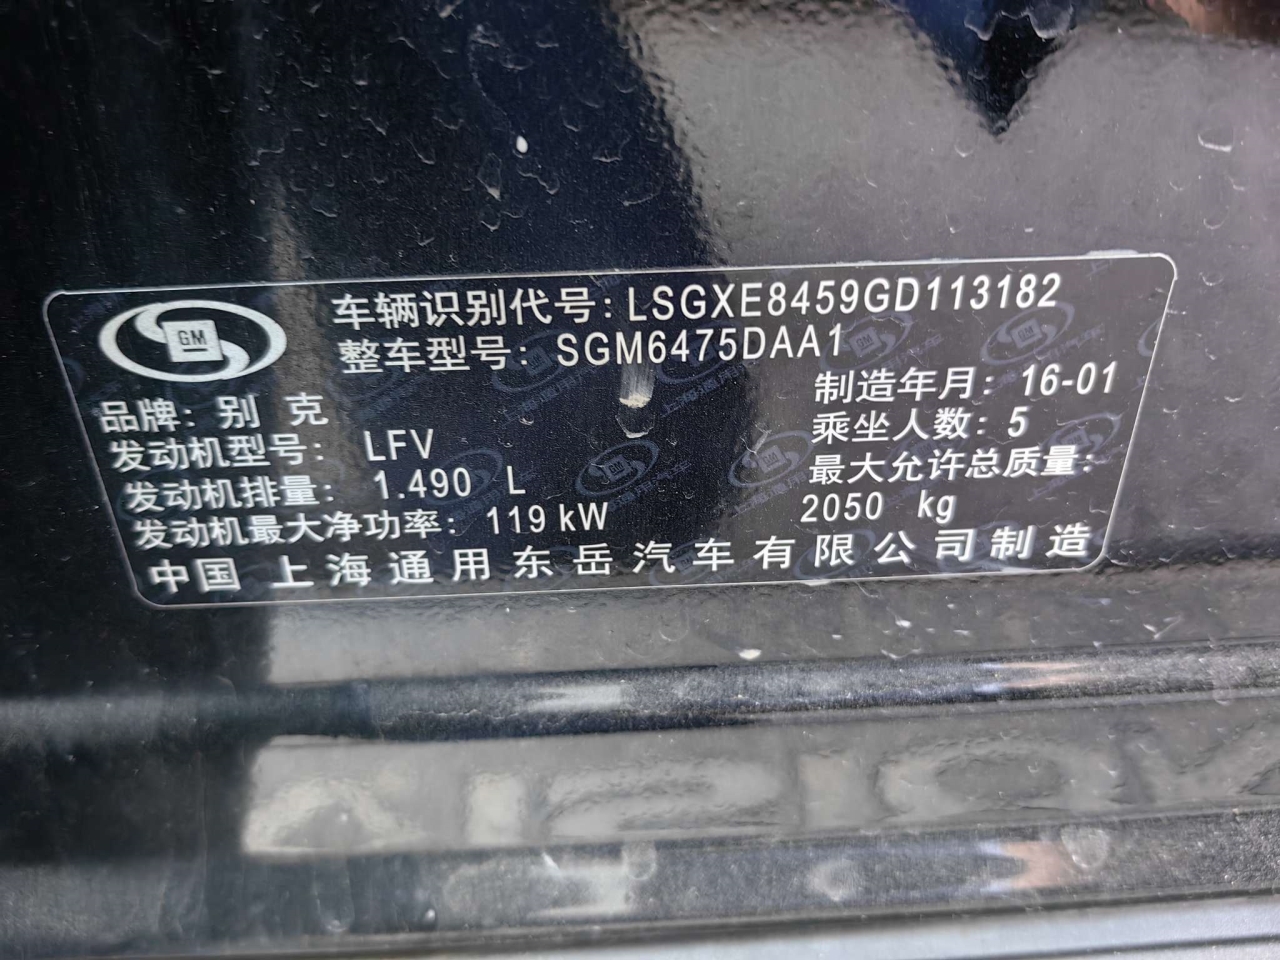 GM
车辆识别代号: LSGXE8459GD113182
整车型号: SGM6475DAA1
制造年月: 16-01
品牌: 别克
乘坐人数: 5
发动机型号: LFV
最大允许总质量:
发动机排量: 1.490 L
2050 kg
发动机最大净功率: 119 kW
中国 上海通用东岳汽车有限公司制造